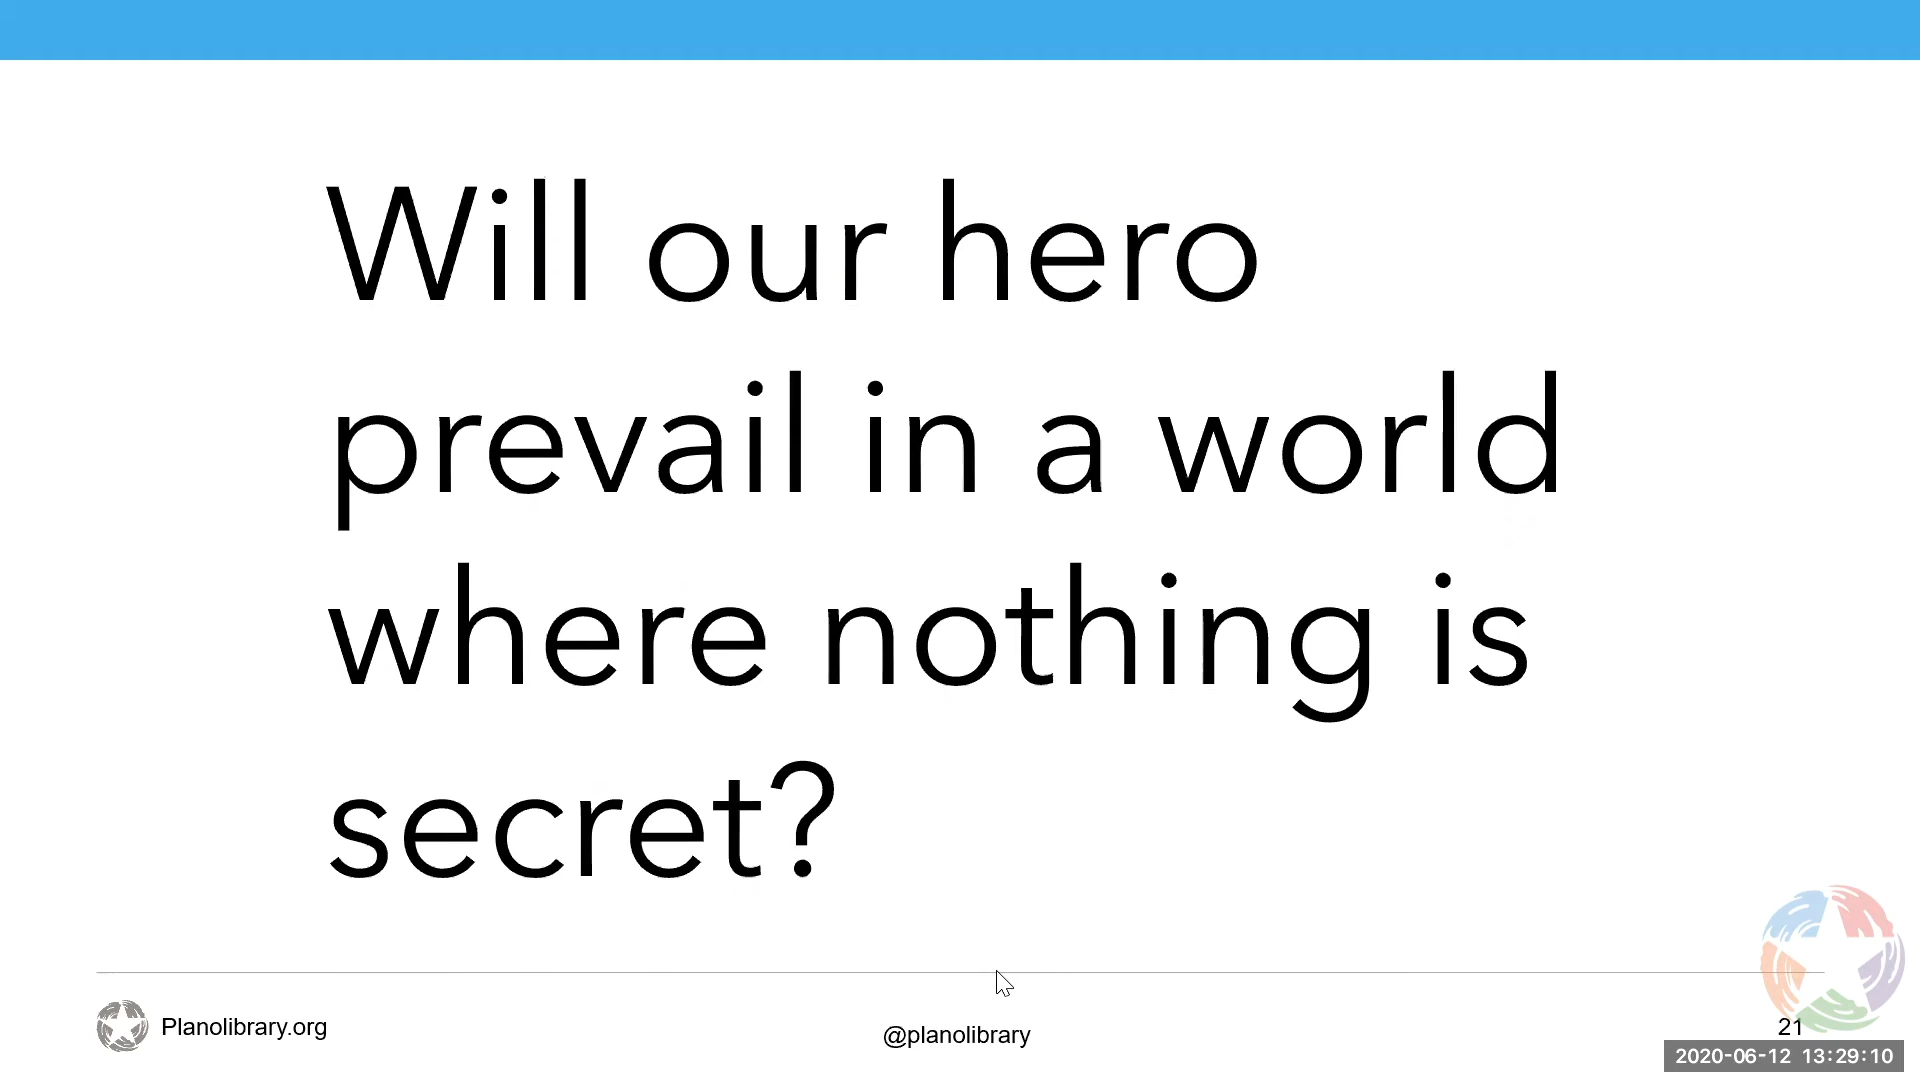 Will our hero
prevail in a world
where nothing is
secret?
Planolibrary.org
@planolibrary
21
2020-06-12 13:29:10